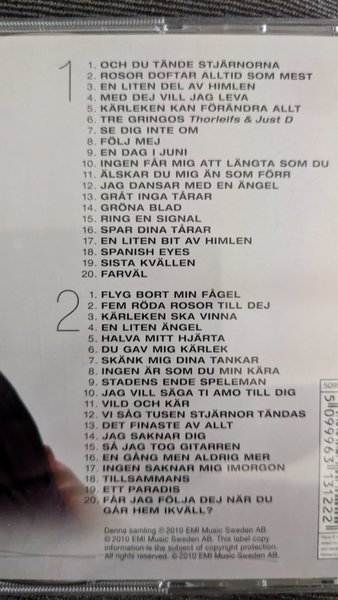 1
1. OCH DU TÄNDE STJÄRNORNA
2. ROSOR DOFTAR ALLTID SOM MEST
3. EN LITEN DEL AV HIMLEN
4. MED DEJ VILL JAG LEVA
5. KÄRLEKEN KAN FÖRÄNDRA ALLT
6. TRE GRINGOS Thorleifs & Just D
7. SE DIG INTE OM
8. FÖLJ MEJ
9. EN DAG I JUNI
10. INGEN FÅR MIG ATT LÄNGTA SOM DU
11. ÄLSKAR DU MIG ÄN SOM FÖRR
12. JAG DANSAR MED EN ÄNGEL
13. GRÅT INGA TÅRAR
14. GRÖNA BLAD
15. RING EN SIGNAL
16. SPAR DINA TÅRAR
17. EN LITEN BIT AV HIMLEN
18. SPANISH EYES
19. SISTA KVÄLLEN
20. FARVÄL
2
1. FLYG BORT MIN FÅGEL
2. FEM RÖDA ROSOR TILL DEJ
3. KÄRLEKEN SKA VINNA
4. EN LITEN ÄNGEL
5. HALVA MITT HJÄRTA
6. DU GAV MIG KÄRLEK
7. SKÄNK MIG DINA TANKAR
8. INGEN ÄR SOM DU MIN KÄRA
9. STADENS ENDE SPELEMAN
10. JAG VILL SÄGA TI AMO TILL DIG
11. VILD OCH KÄR
12. VI SÅG TUSEN STJÄRNOR TÄNDAS
13. DET FINASTE AV ALLT
14. JAG SAKNAR DIG
15. SÅ JAG TOG GITARREN
16. EN GÅNG MEN ALDRIG MER
17. INGEN SAKNAR MIG IMORGON
18. TILLSAMMANS
19. ETT PARADIS
20. FÅR JAG FÖLJA DEJ NÄR DU
GÅR HEM IKVÄLL?
Denna samling ℗ 2010 EMI Music Sweden AB.
© 2010 EMI Music Sweden AB. This label copy
information is the subject of copyright protection.
All rights reserved. © 2010 EMI Music Sweden AB.
5 099963 131222